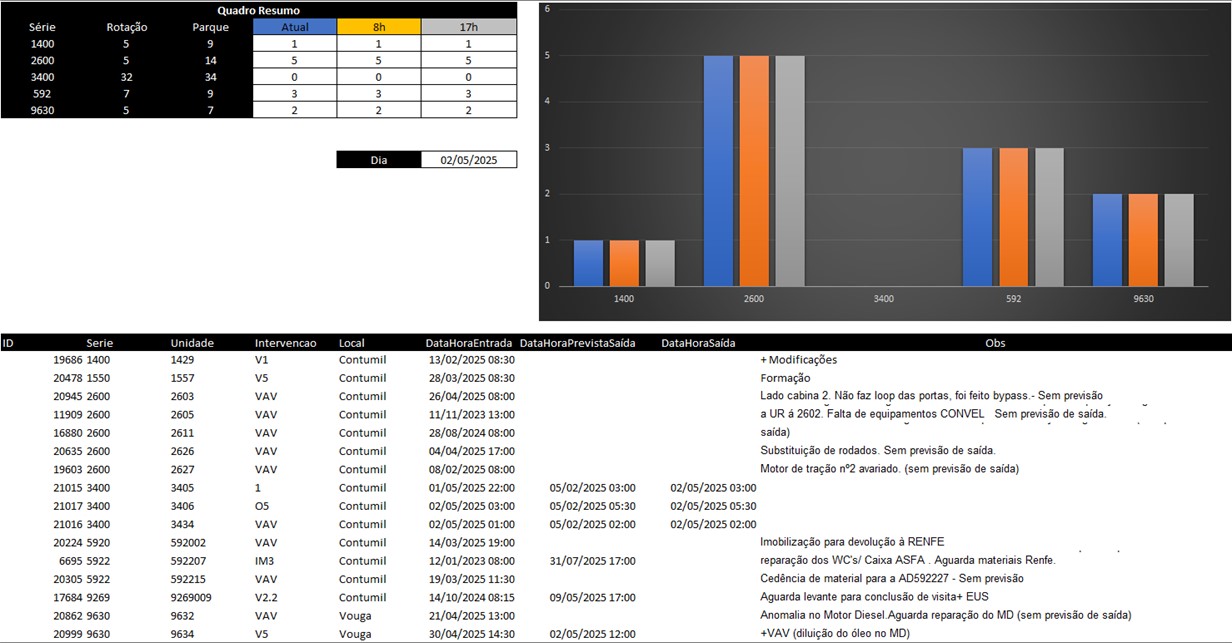 Quadro Resumo
Série Rotação Parque Atual 8h 17h
1400 5 9 1 1 1
2600 5 14 5 5 5
3400 32 34 0 0 0
592 7 9 3 3 3
9630 5 7 2 2 2
Dia 02/05/2025
6
5
4
3
2
1
0
1400 2600 3400 592 9630
ID Serie Unidade Intervencao Local DataHoraEntrada DataHoraPrevistaSaída DataHoraSaída Obs
19686 1400 1429 V1 Contumil 13/02/2025 08:30 + Modificações
20478 1550 1557 V5 Contumil 28/03/2025 08:30 Formação
20945 2600 2603 VAV Contumil 26/04/2025 08:00 Lado cabina 2. Não faz loop das portas, foi feito bypass.- Sem previsão
11909 2600 2605 VAV Contumil 11/11/2023 13:00 a UR á 2602. Falta de equipamentos CONVEL Sem previsão de saída.
16880 2600 2611 VAV Contumil 28/08/2024 08:00 saída)
20635 2600 2626 VAV Contumil 04/04/2025 17:00 Substituição de rodados. Sem previsão de saída.
19603 2600 2627 VAV Contumil 08/02/2025 08:00 Motor de tração nº2 avariado. (sem previsão de saída)
21015 3400 3405 1 Contumil 01/05/2025 22:00 05/02/2025 03:00 02/05/2025 03:00
21017 3400 3406 O5 Contumil 02/05/2025 03:00 05/02/2025 05:30 02/05/2025 05:30
21016 3400 3434 VAV Contumil 02/05/2025 01:00 05/02/2025 02:00 02/05/2025 02:00
20224 5920 592002 VAV Contumil 14/03/2025 19:00 Imobilização para devolução à RENFE
6695 5922 592207 IM3 Contumil 12/01/2023 08:00 31/07/2025 17:00 reparação dos WC's/ Caixa ASFA . Aguarda materiais Renfe.
20305 5922 592215 VAV Contumil 19/03/2025 11:30 Cedência de material para a AD592227 - Sem previsão
17684 9269 9269009 V2.2 Contumil 14/10/2024 08:15 09/05/2025 17:00 Aguarda levante para conclusão de visita+ EUS
20862 9630 9632 VAV Vouga 21/04/2025 13:00 Anomalia no Motor Diesel.Aguarda reparação do MD (sem previsão de saída)
20999 9630 9634 V5 Vouga 30/04/2025 14:30 02/05/2025 12:00 +VAV (diluição do óleo no MD)